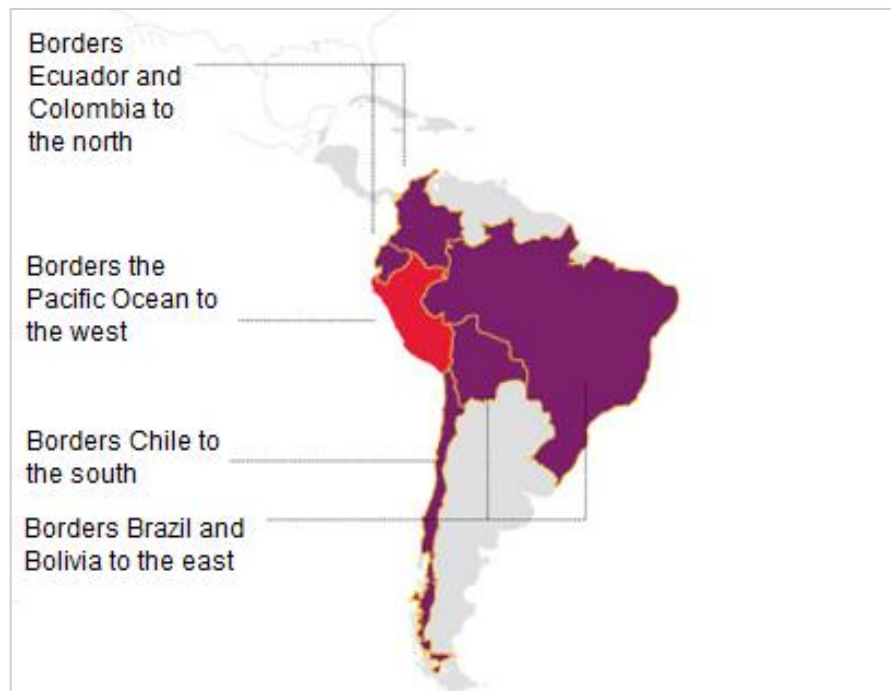 Borders
Ecuador and
Colombia to
the north
Borders the
Pacific Ocean to
the west
Borders Chile to
the south
Borders Brazil and
Bolivia to the east